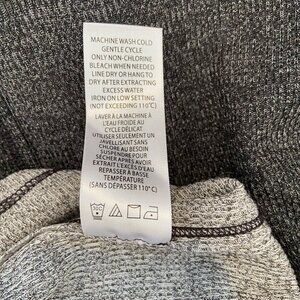 MACHINE WASH COLD
GENTLE CYCLE
ONLY NON-CHLORINE
BLEACH WHEN NEEDED
LINE DRY OR HANG TO
DRY AFTER EXTRACTING
EXCESS WATER
IRON ON LOW SETTING
(NOT EXCEEDING 110°C)
LAVER À LA MACHINE À
L'EAU FROIDE AU
CYCLE DÉLICAT
UTILISER SEULEMENT UN
JAVELLISANT SANS
CHLORE AU BESOIN
SUSPENDRE POUR
SÉCHER APRÈS AVOIR
EXTRAIT L'EXCÈS D'EAU
REPASSER À BASSE
TEMPÉRATURE
(SANS DÉPASSER 110° C)